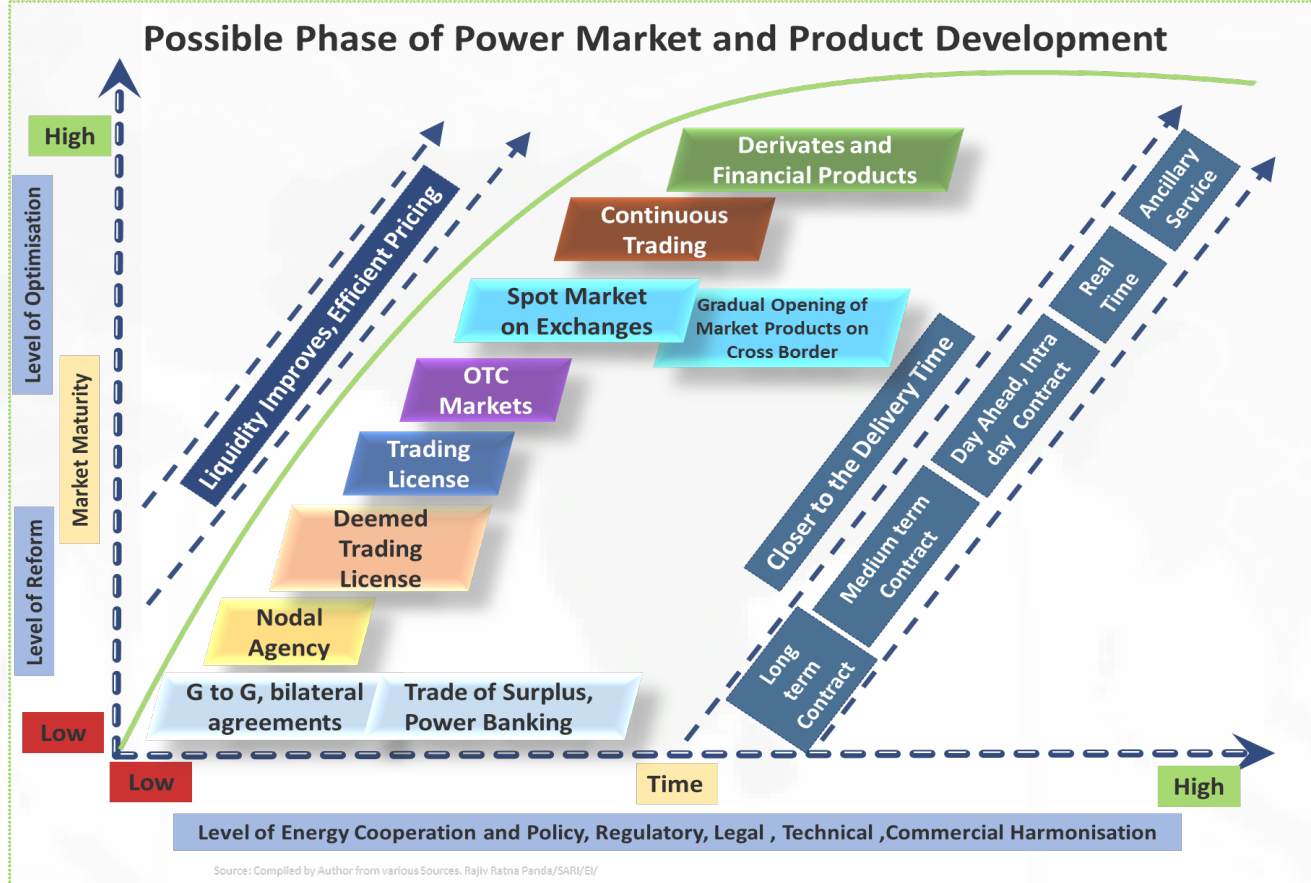 Possible Phase of Power Market and Product Development
High
Level of Optimisation
Market Maturity
Level of Reform
Low
Liquidity Improves, Efficient Pricing
Derivates and
Financial Products
Continuous
Trading
Spot Market
on Exchanges
Gradual Opening of
Market Products on
Cross Border
OTC
Markets
Trading
License
Deemed
Trading
License
Nodal
Agency
G to G, bilateral
agreements
Trade of Surplus,
Power Banking
Closer to the Delivery Time
Ancillary
Service
Real
Time
Day Ahead, Intra
day Contract
Medium term
Contract
Long
term
Contract
Low
Time
High
Level of Energy Cooperation and Policy, Regulatory, Legal , Technical ,Commercial Harmonisation
Source: Compiled by Author from various Sources. Rajiv Ratna Panda/SARI/EI/